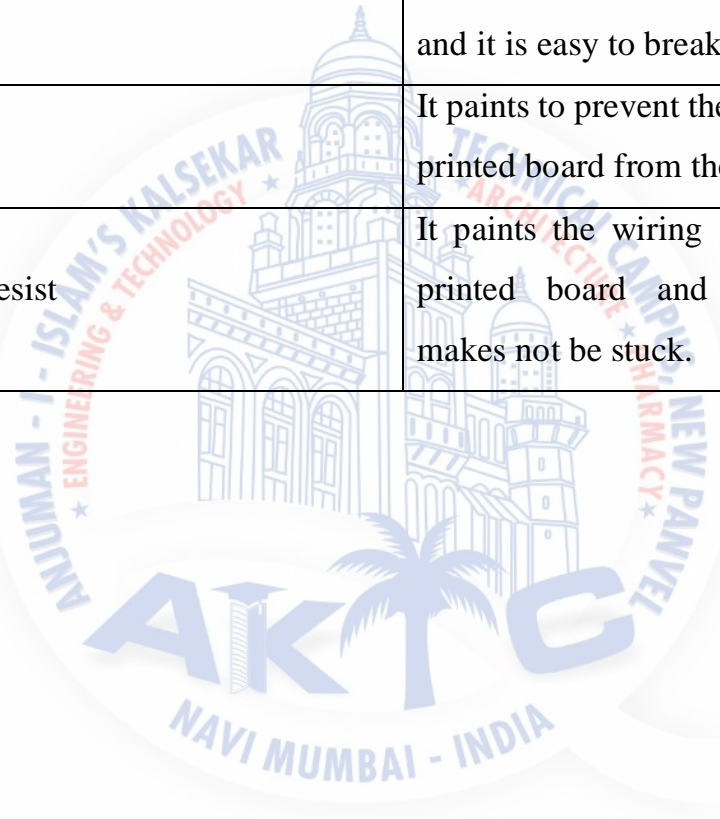 and it is easy to break
It paints to prevent the
printed board from the
esist
It paints the wiring
printed board and
makes not be stuck.
ANJUMAN - I - ISLAM'S KALSEKAR TECHNICAL CAMPUS, NEW PANVEL
★ ENGINEERING & TECHNOLOGY ★ ★ ARCHITECTURE ★ PHARMACY ★
AKTC
NAVI MUMBAI - INDIA